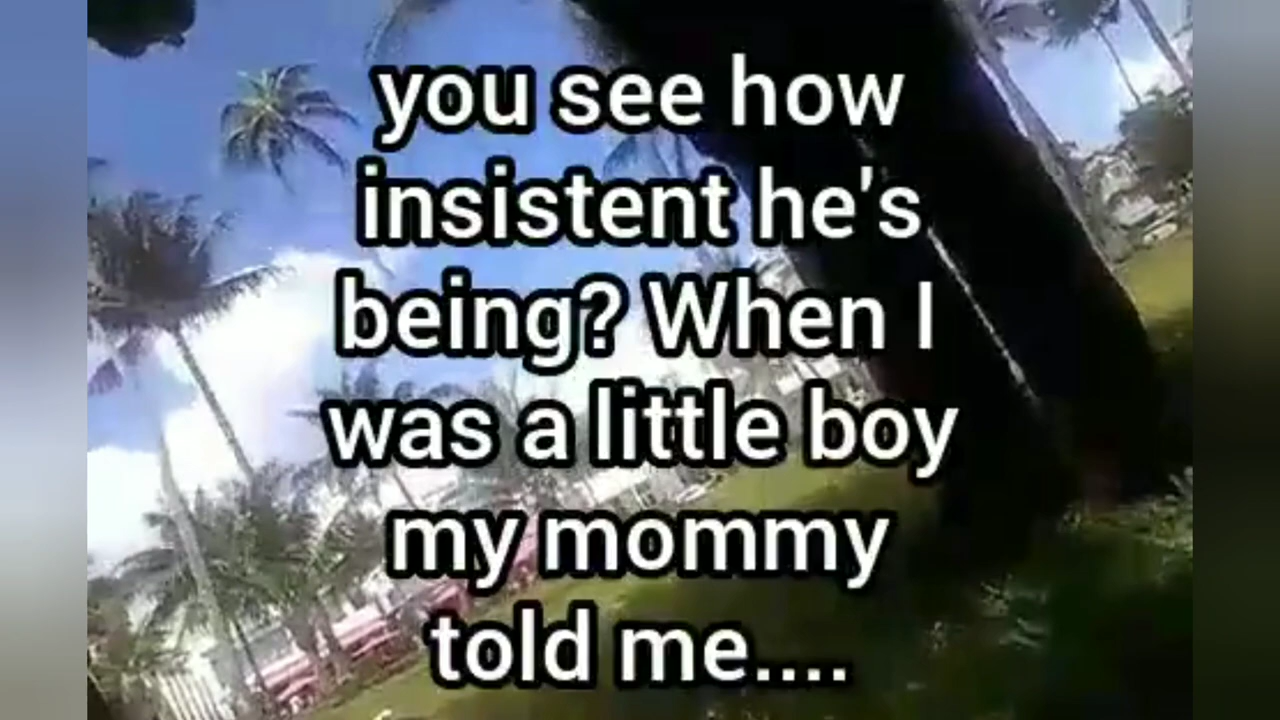 you see how
insistent he's
being? When I
was a little boy
my mommy
told me....